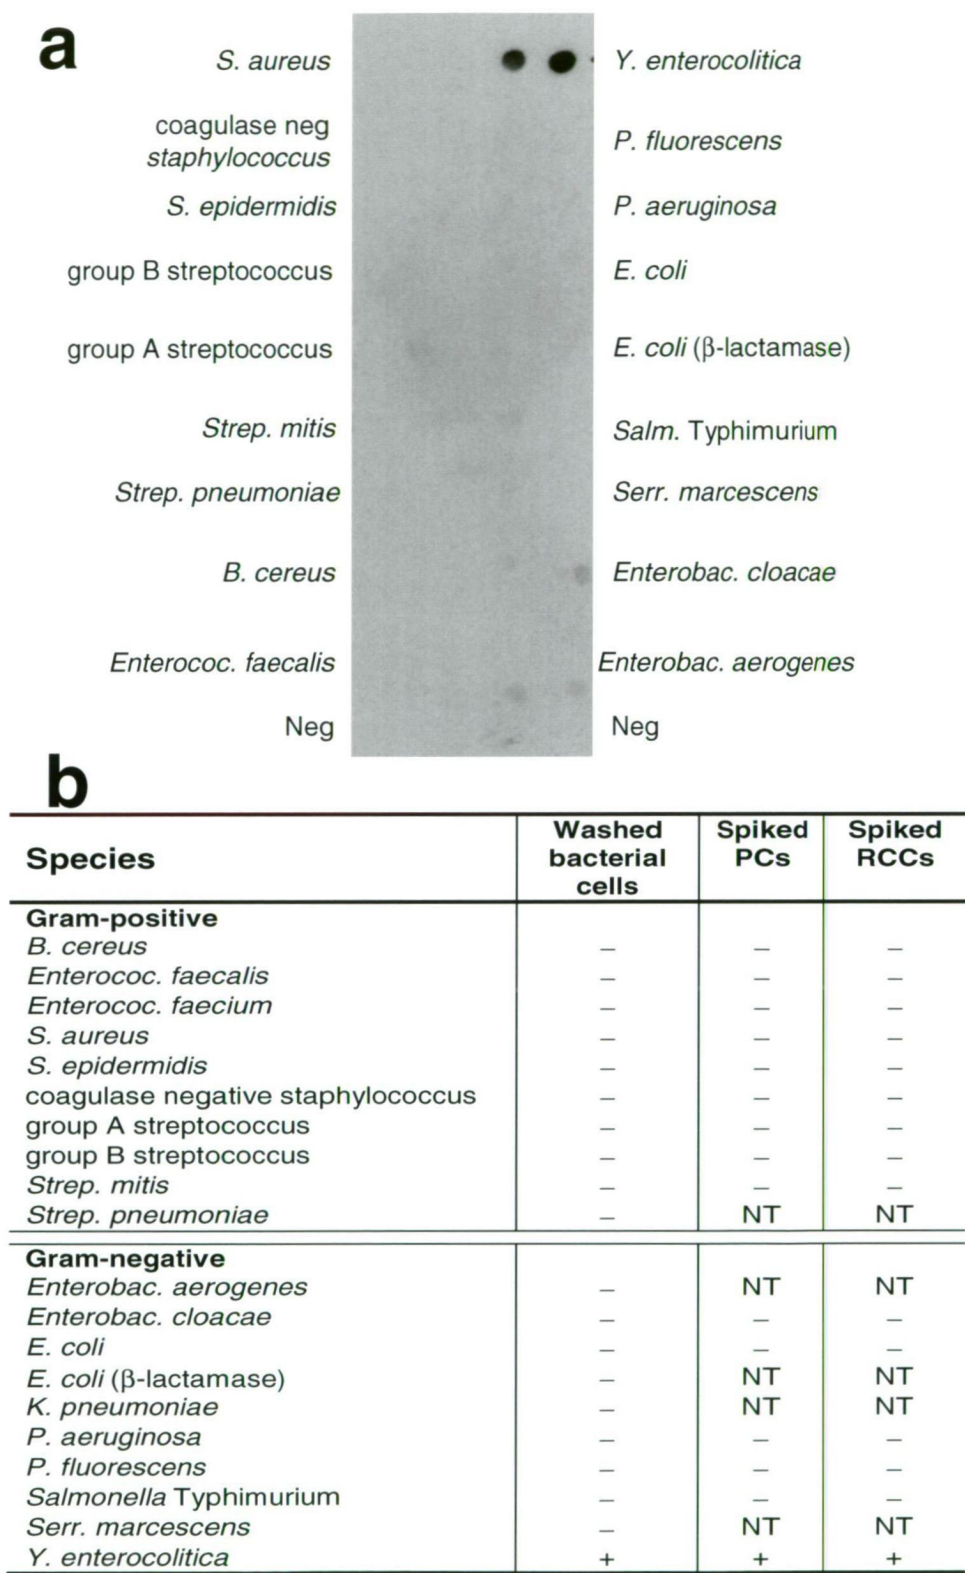 a
S. aureus
Y. enterocolitica
coagulase neg
staphylococcus
P. fluorescens
S. epidermidis
P. aeruginosa
group B streptococcus
E. coli
group A streptococcus
E. coli (β-lactamase)
Strep. mitis
Salm. Typhimurium
Strep. pneumoniae
Serr. marcescens
B. cereus
Enterobac. cloacae
Enterococ. faecalis
Enterobac. aerogenes
Neg
Neg
b
Species Washed bacterial cells Spiked PCs Spiked RCCs
Gram-positive
B. cereus – – –
Enterococ. faecalis – – –
Enterococ. faecium – – –
S. aureus – – –
S. epidermidis – – –
coagulase negative staphylococcus – – –
group A streptococcus – – –
group B streptococcus – – –
Strep. mitis – – –
Strep. pneumoniae – NT NT
Gram-negative
Enterobac. aerogenes – NT NT
Enterobac. cloacae – – –
E. coli – – –
E. coli (β-lactamase) – NT NT
K. pneumoniae – NT NT
P. aeruginosa – – –
P. fluorescens – – –
Salmonella Typhimurium – – –
Serr. marcescens – NT NT
Y. enterocolitica + + +